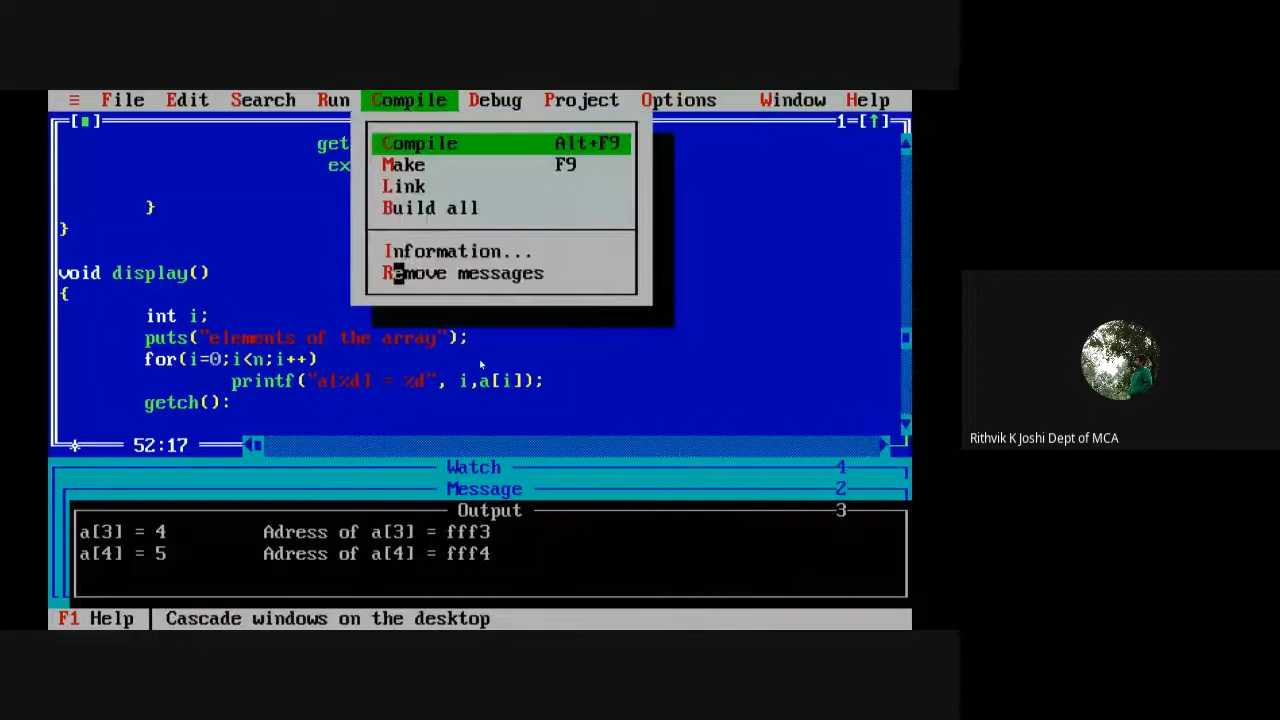 ≡ File Edit Search Run Compile Debug Project Options Window Help
[■] 1=[↑]
get
ex
}
}
Compile Alt+F9
Make F9
Link
Build all
Information...
Remove messages
void display()
{
int i;
puts("elements of the array");
for(i=0;i<n;i++)
printf("a[%d] = %d", i,a[i]);
getch():
52:17
Watch 4
Message 2
Output 3
a[3] = 4 Adress of a[3] = fff3
a[4] = 5 Adress of a[4] = fff4
F1 Help Cascade windows on the desktop
Rithvik K Joshi Dept of MCA